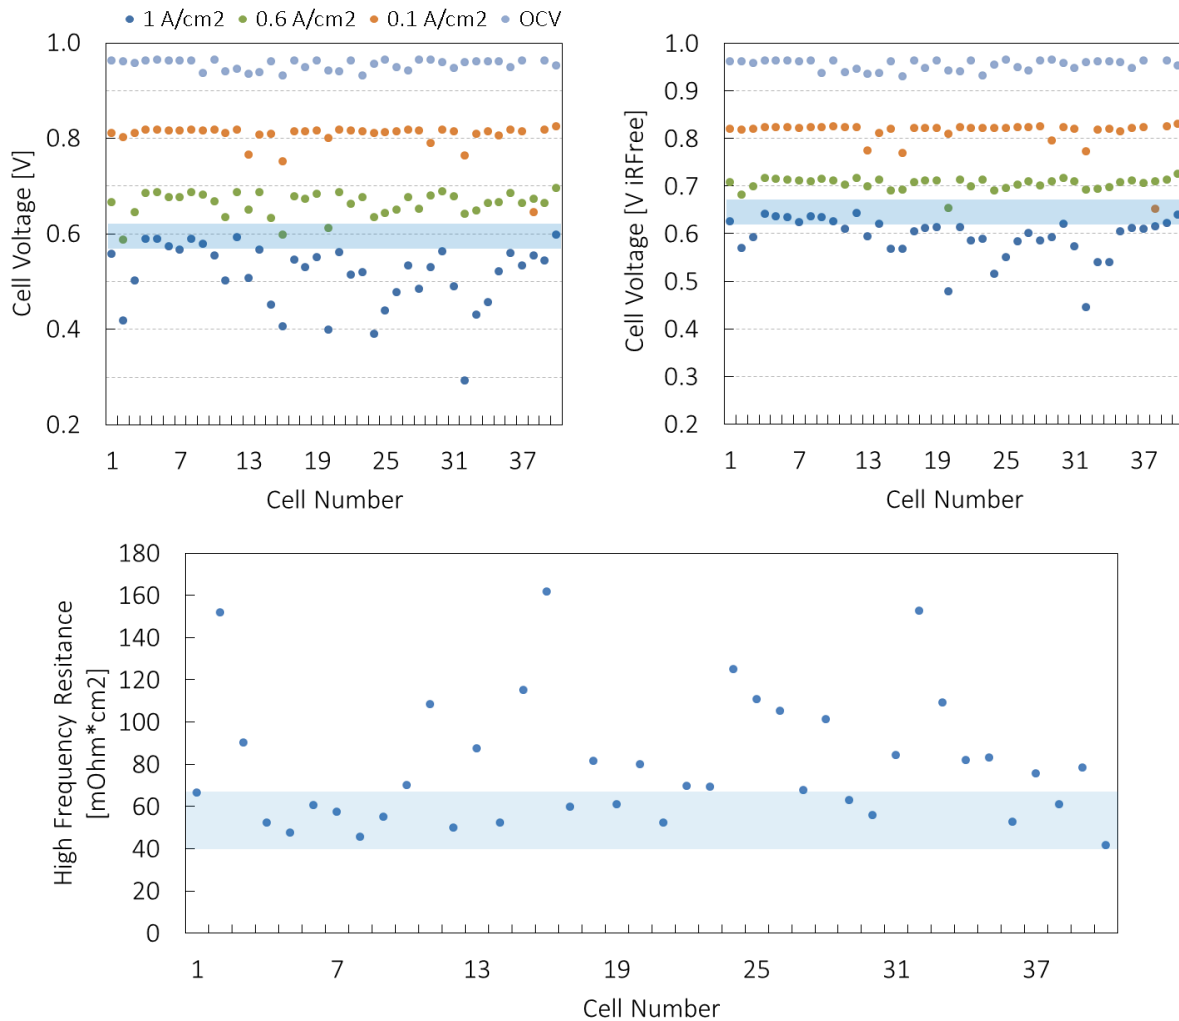 1 A/cm2 0.6 A/cm2 0.1 A/cm2 OCV
Cell Voltage [V]
1.0
0.8
0.6
0.4
0.2
1 7 13 19 25 31 37
Cell Number
Cell Voltage [V iRFree]
1.0
0.9
0.8
0.7
0.6
0.5
0.4
0.3
0.2
1 7 13 19 25 31 37
Cell Number
High Frequency Resitance
[mOhm*cm2]
180
160
140
120
100
80
60
40
20
0
1 7 13 19 25 31 37
Cell Number